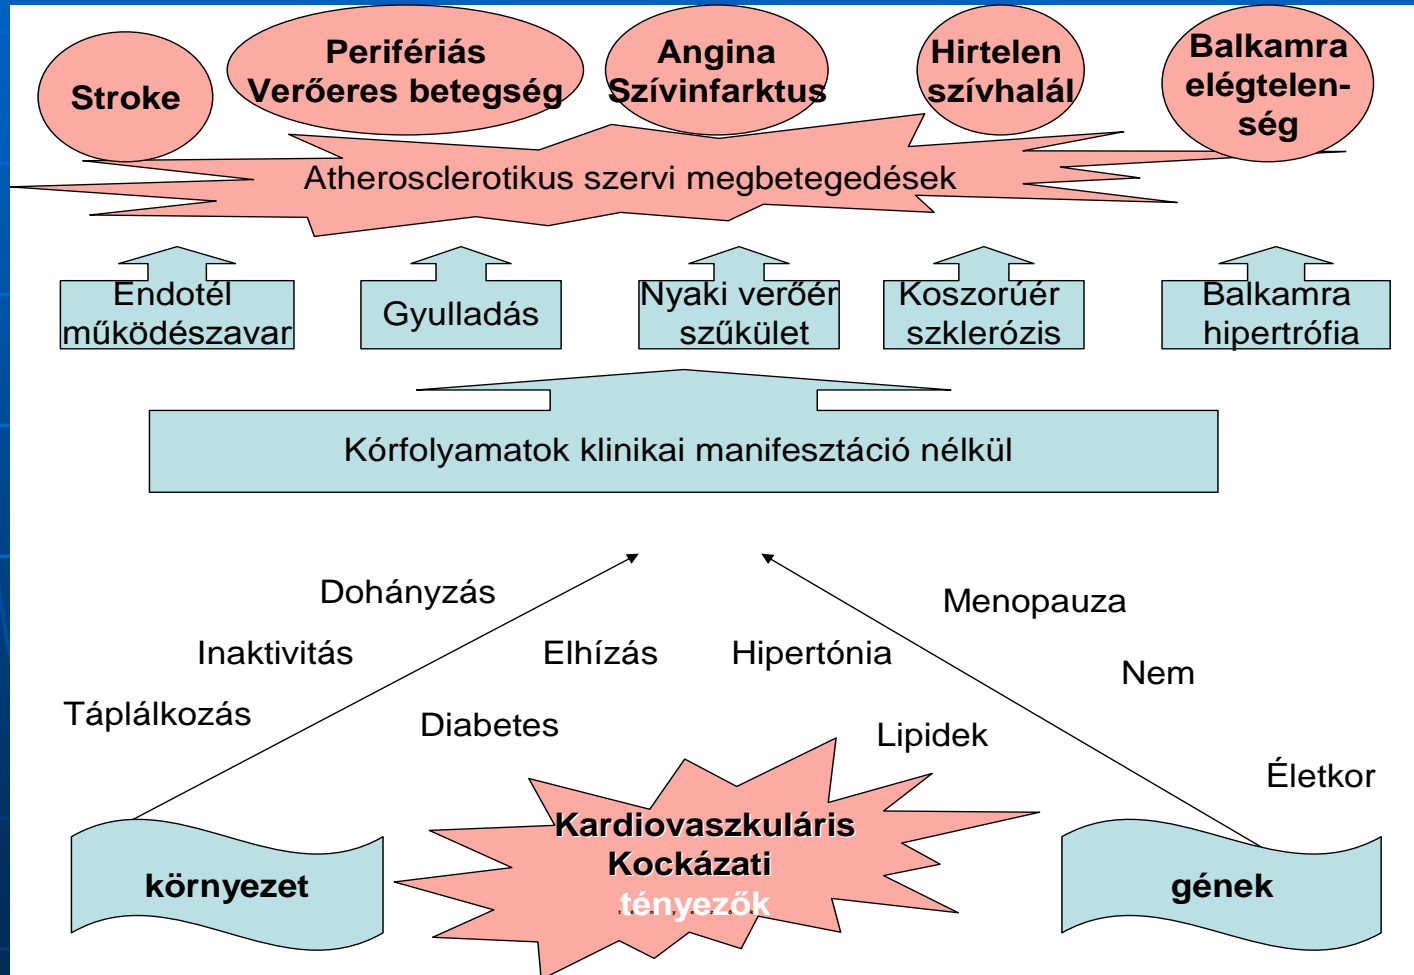 Stroke
Perifériás
Verőeres betegség
Angina
Szívinfarktus
Hirtelen
szívhalál
Balkamra
elégtelen-
ség
Atherosclerotikus szervi megbetegedések
Endotél
működészavar
Gyulladás
Nyaki verőér
szűkület
Koszorúér
szklerózis
Balkamra
hipertrófia
Kórfolyamatok klinikai manifesztáció nélkül
Dohányzás
Menopauza
Inaktivitás
Elhízás
Hipertónia
Nem
Táplálkozás
Diabetes
Lipidek
Életkor
Kardiovaszkuláris
Kockázati
tényezők
környezet
gének